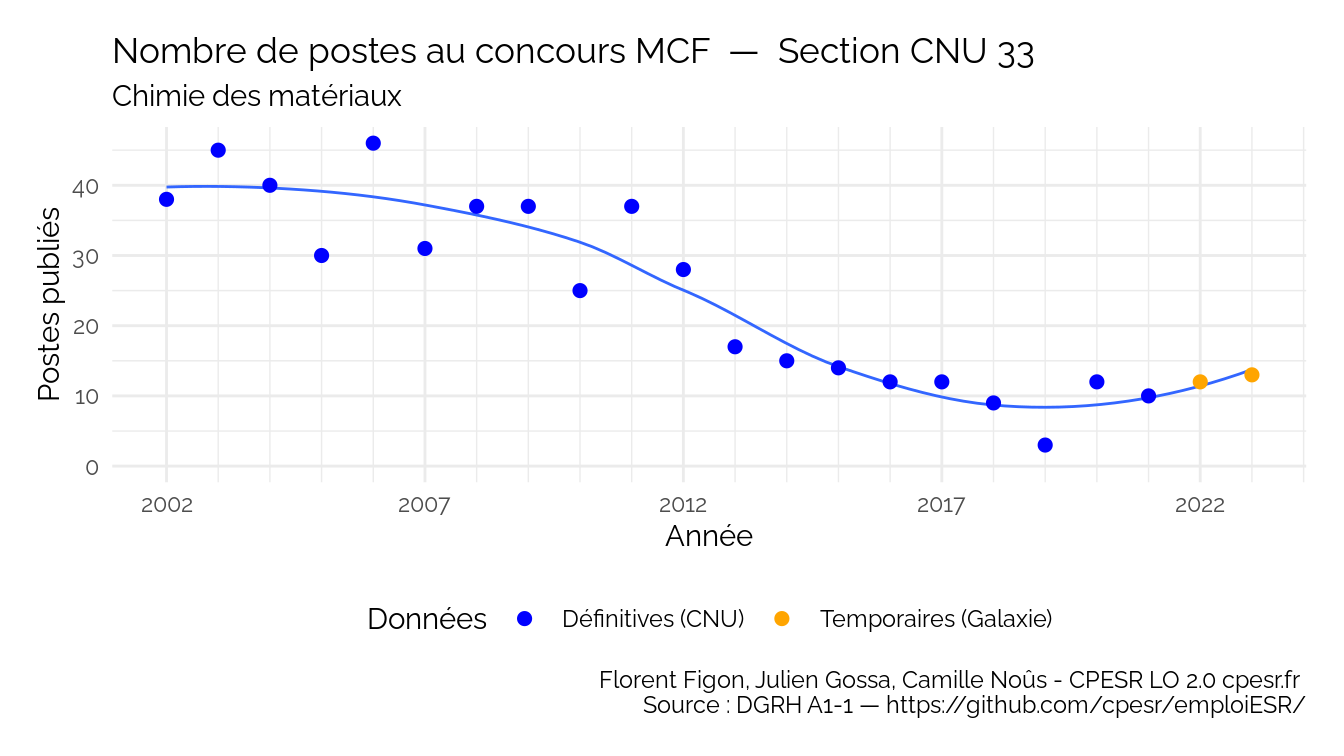 Nombre de postes au concours MCF — Section CNU 33
Chimie des matériaux
Postes publiés
40
30
20
10
0
2002 2007 2012 2017 2022
Année
Données Définitives (CNU) Temporaires (Galaxie)
Florent Figon, Julien Gossa, Camille Noûs - CPESR LO 2.0 cpesr.fr
Source : DGRH A1-1 — https://github.com/cpesr/emploiESR/